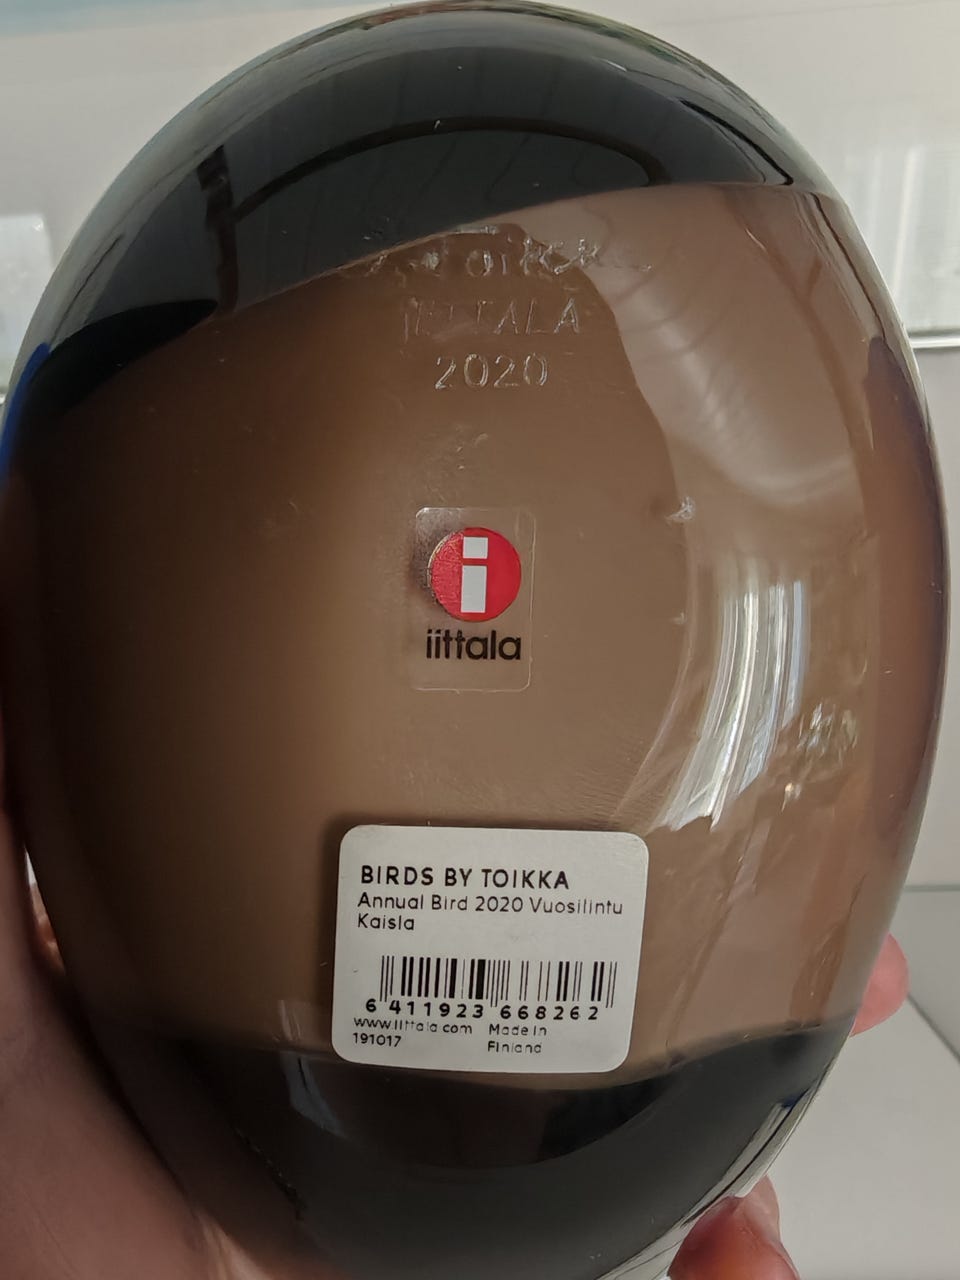 IITTALA
2020
i
iittala
BIRDS BY TOIKKA
Annual Bird 2020 Vuosilintu
Kaisla
6 411923 668262
www.iittala.com Made in
191017 Finland